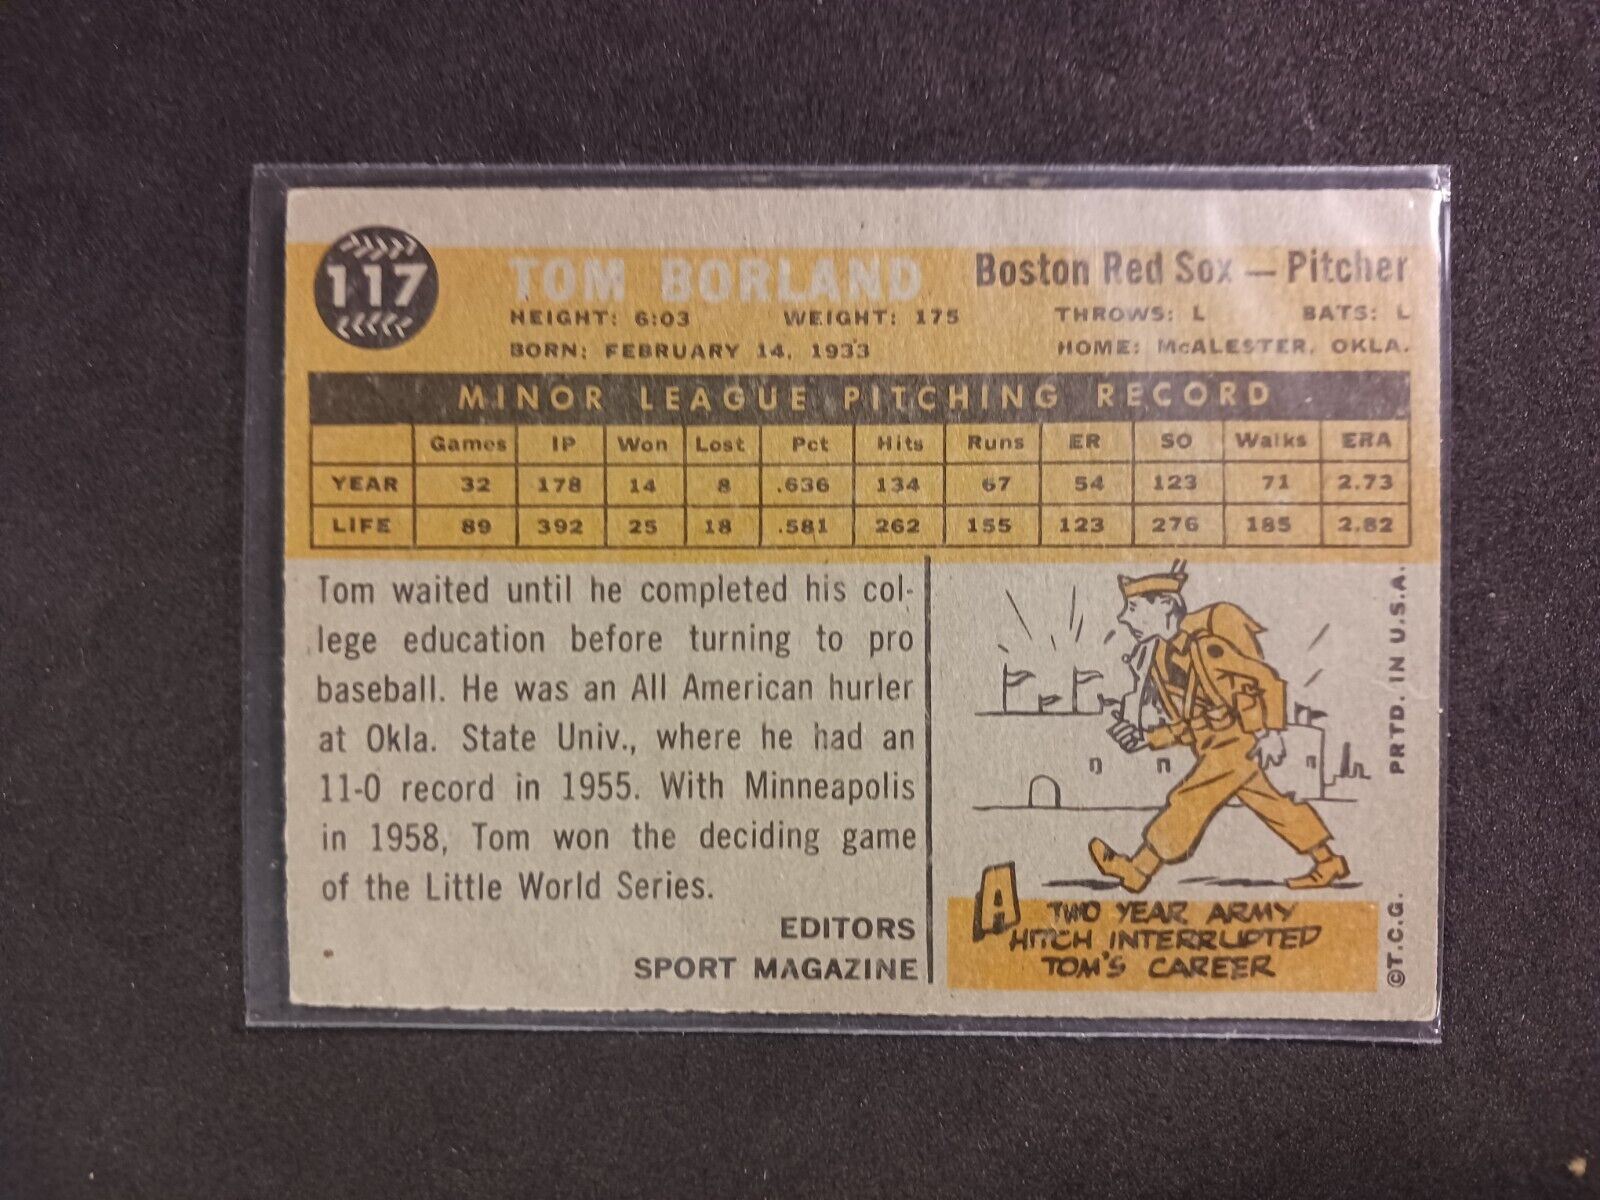 117
TOM BORLAND
Boston Red Sox — Pitcher
HEIGHT: 6:03 WEIGHT: 175 THROWS: L BATS: L
BORN: FEBRUARY 14, 1933 HOME: McALESTER, OKLA.
MINOR LEAGUE PITCHING RECORD
Games IP Won Lost Pct Hits Runs ER SO Walks ERA
YEAR 32 178 14 8 .636 134 67 54 123 71 2.73
LIFE 89 392 25 18 .581 262 155 123 276 185 2.82
Tom waited until he completed his col-
lege education before turning to pro
baseball. He was an All American hurler
at Okla. State Univ., where he had an
11-0 record in 1955. With Minneapolis
in 1958, Tom won the deciding game
of the Little World Series.
EDITORS
SPORT MAGAZINE
A TWO YEAR ARMY
HITCH INTERRUPTED
TOM'S CAREER
©T.C.G. PRTD. IN U.S.A.